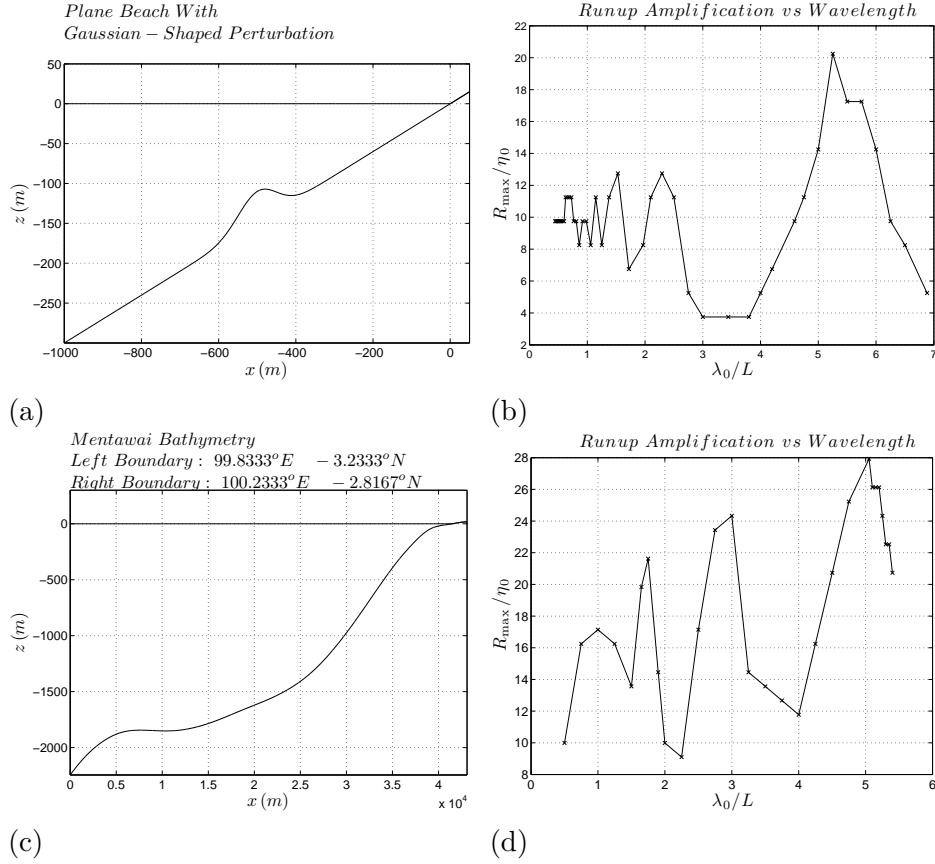 Plane Beach With
Gaussian − Shaped Perturbation
50
0
−50
−100
−150
−200
−250
z (m)
−1000 −800 −600 −400 −200 0
x (m)
(a)
Runup Amplification vs Wavelength
22
20
18
16
14
12
10
8
6
4
2
R_max/η_0
0 1 2 3 4 5 6 7
λ_0/L
(b)
Mentawai Bathymetry
Left Boundary : 99.8333^oE −3.2333^oN
Right Boundary : 100.2333^oE −2.8167^oN
0
−500
−1000
−1500
−2000
z (m)
0 0.5 1 1.5 2 2.5 3 3.5 4
x 10^4
x (m)
(c)
Runup Amplification vs Wavelength
28
26
24
22
20
18
16
14
12
10
8
R_max/η_0
0 1 2 3 4 5 6
λ_0/L
(d)